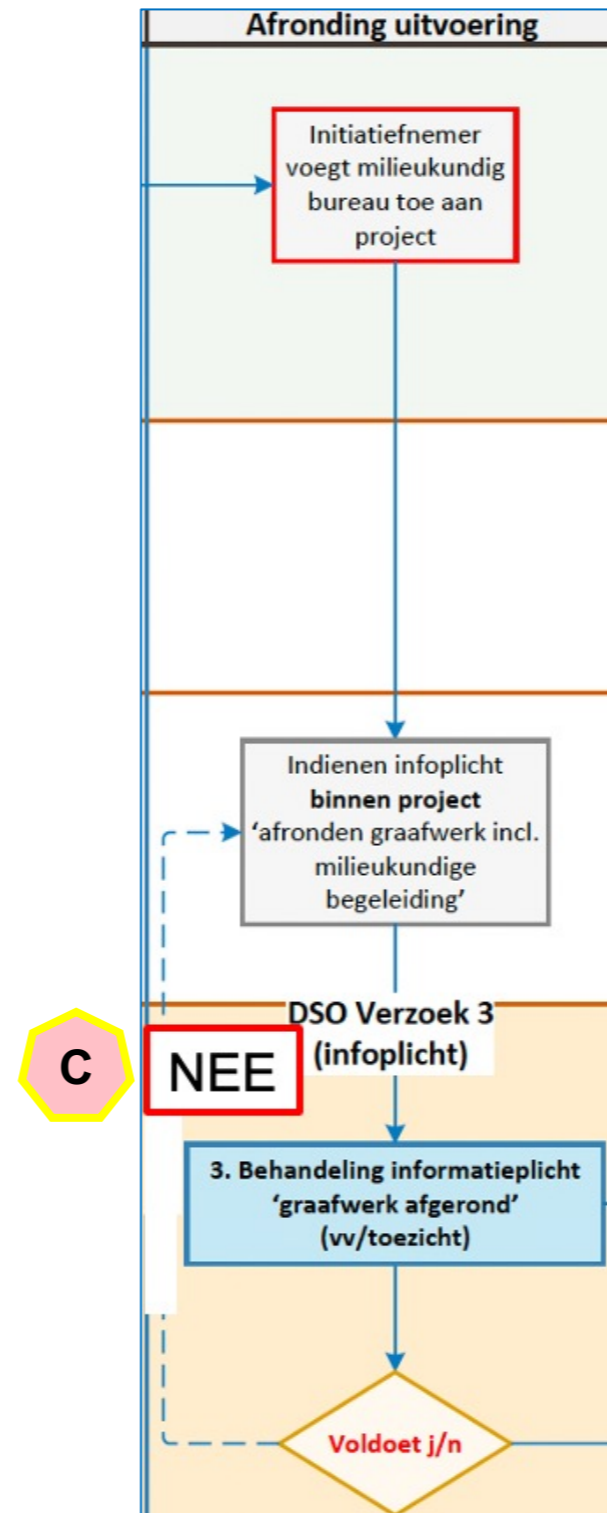 Afronding uitvoering
Initiatiefnemer
voegt milieukundig
bureau toe aan
project
Indienen infoplicht
binnen project
‘afronden graafwerk incl.
milieukundige
begeleiding’
DSO Verzoek 3
(infoplicht)
C
NEE
3. Behandeling informatieplicht
‘graafwerk afgerond’
(vv/toezicht)
Voldoet j/n